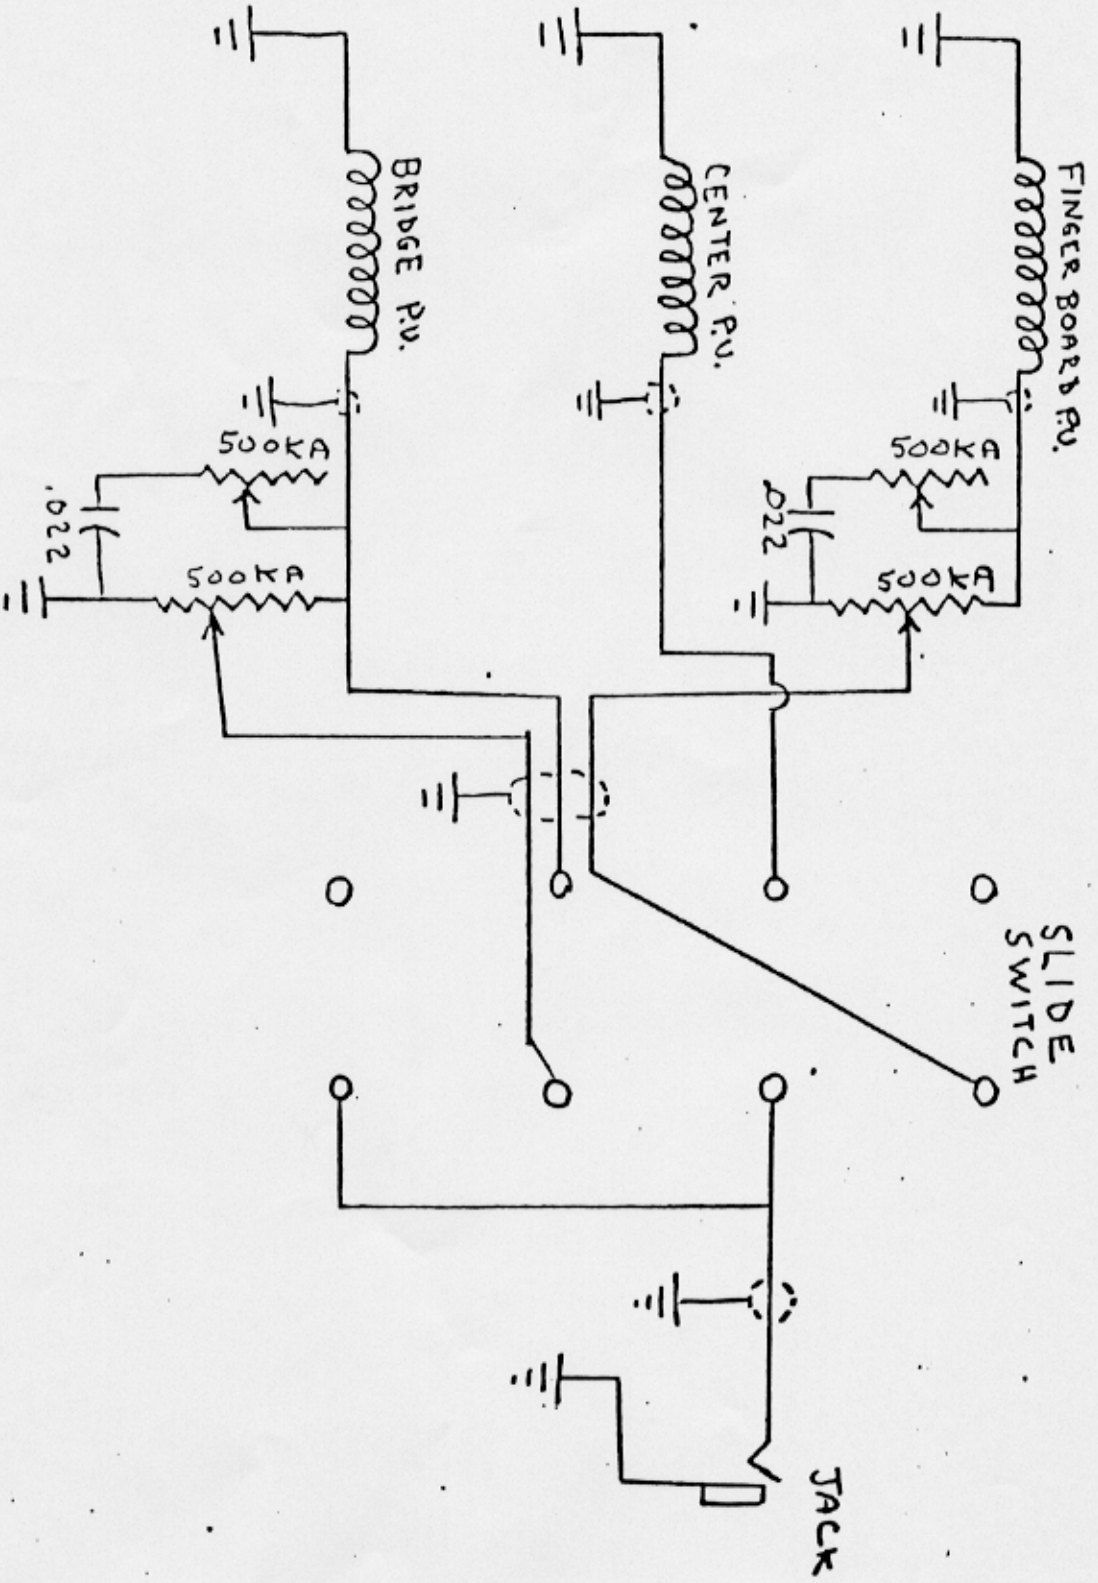 FINGER BOARD P.U.
500KA
.022
500KA
CENTER P.U.
BRIDGE P.U.
500KA
.022
500KA
SLIDE
SWITCH
JACK